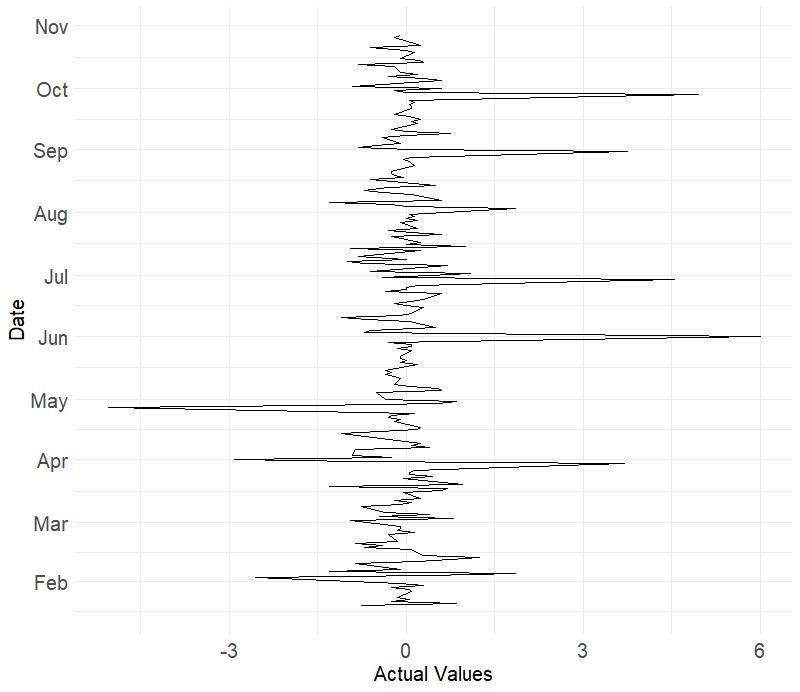 Nov
Oct
Sep
Aug
Jul
Jun
May
Apr
Mar
Feb
Date
-3 0 3 6
Actual Values